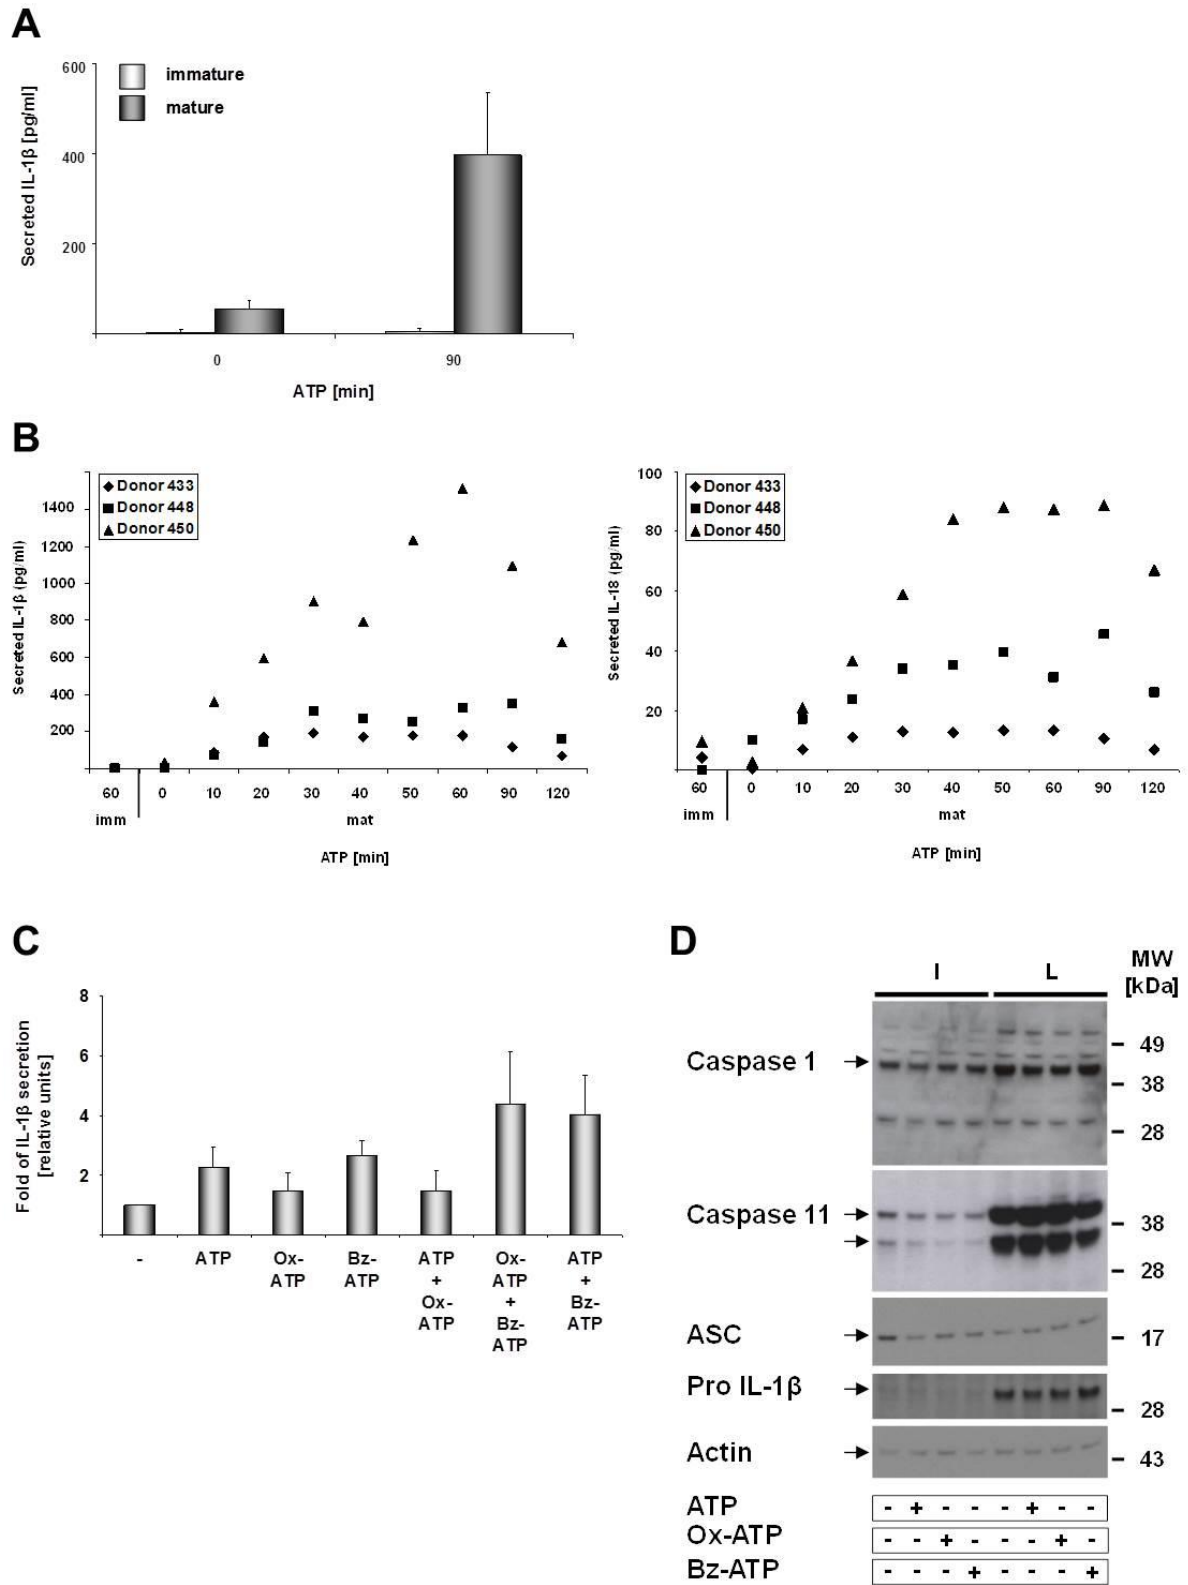 A
600
400
200
Secreted IL-1β [pg/ml]
immature
mature
0 90
ATP [min]
B
1400
1200
1000
800
600
400
200
Secreted IL-1β (pg/ml)
Donor 433
Donor 448
Donor 450
60 0 10 20 30 40 50 60 90 120
imm mat
ATP [min]
100
80
60
40
20
Secreted IL-18 (pg/ml)
Donor 433
Donor 448
Donor 450
60 0 10 20 30 40 50 60 90 120
imm mat
ATP [min]
C
8
6
4
2
Fold of IL-1β secretion
[relative units]
- ATP Ox- Bz- ATP Ox- ATP
ATP ATP + ATP +
Ox- + Bz-
ATP Bz- ATP
ATP
D
I L MW
[kDa]
Caspase 1
49
38
28
Caspase 11
38
28
ASC
17
Pro IL-1β
28
Actin
43
ATP - + - - - + - -
Ox-ATP - - + - - - + -
Bz-ATP - - - + - - - +